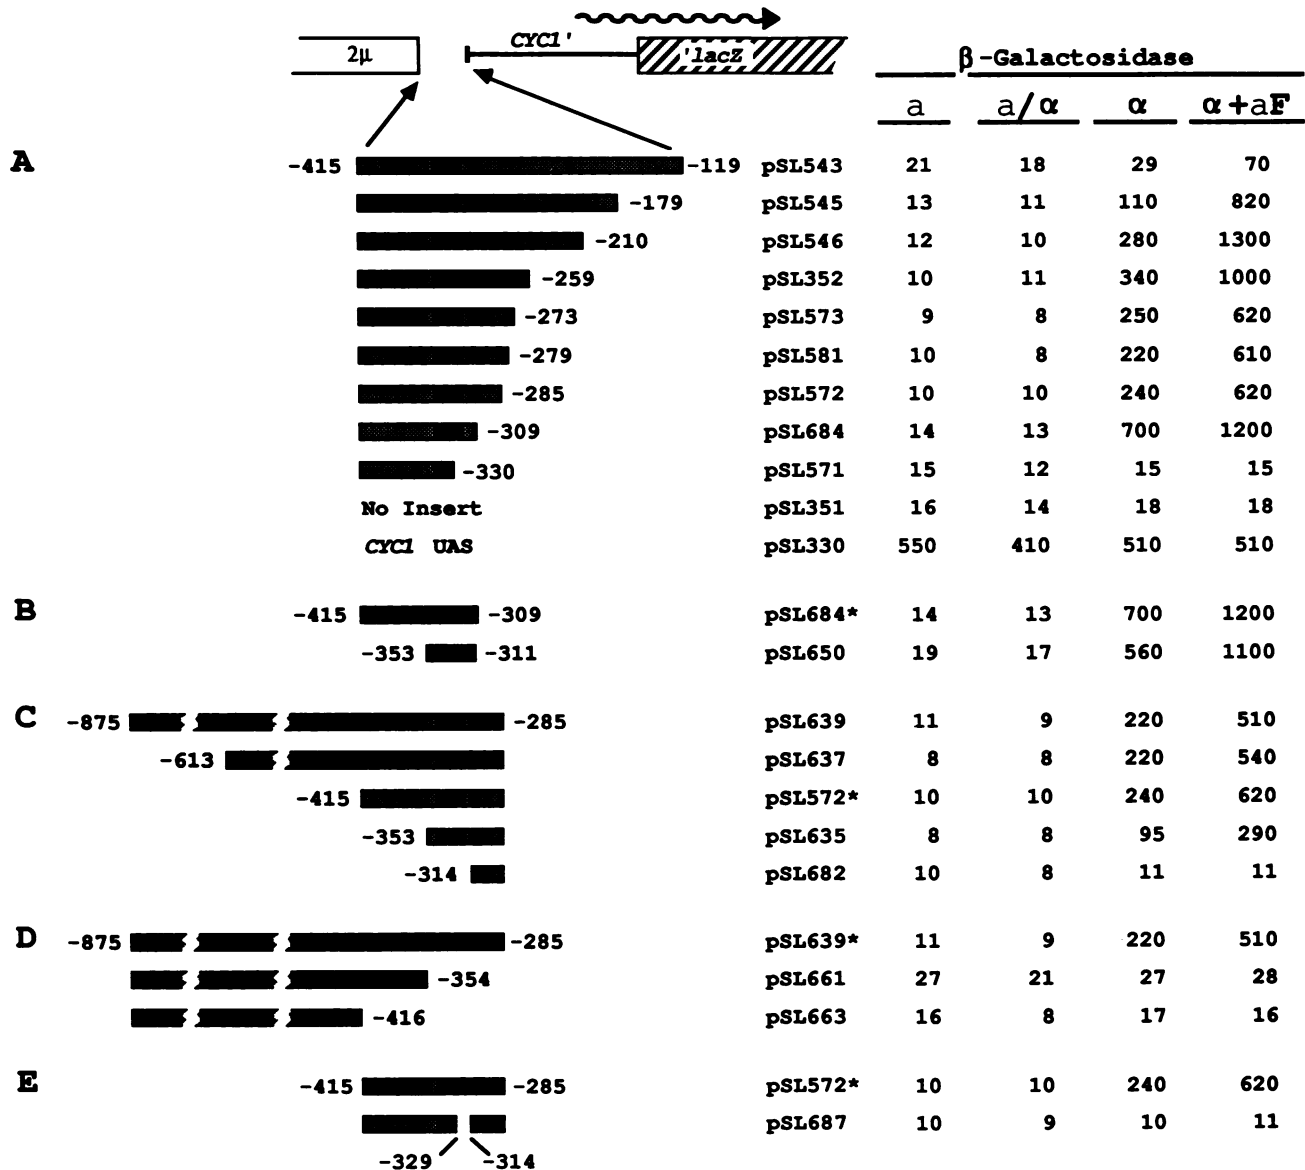 2μ CYC1' 'lacZ
β-Galactosidase
a a/α α α+aF
A -415 -119 pSL543 21 18 29 70
-179 pSL545 13 11 110 820
-210 pSL546 12 10 280 1300
-259 pSL352 10 11 340 1000
-273 pSL573 9 8 250 620
-279 pSL581 10 8 220 610
-285 pSL572 10 10 240 620
-309 pSL684 14 13 700 1200
-330 pSL571 15 12 15 15
No Insert pSL351 16 14 18 18
CYC1 UAS pSL330 550 410 510 510
B -415 -309 pSL684* 14 13 700 1200
-353 -311 pSL650 19 17 560 1100
C -875 -285 pSL639 11 9 220 510
-613 pSL637 8 8 220 540
-415 pSL572* 10 10 240 620
-353 pSL635 8 8 95 290
-314 pSL682 10 8 11 11
D -875 -285 pSL639* 11 9 220 510
-354 pSL661 27 21 27 28
-416 pSL663 16 8 17 16
E -415 -285 pSL572* 10 10 240 620
pSL687 10 9 10 11
-329 -314